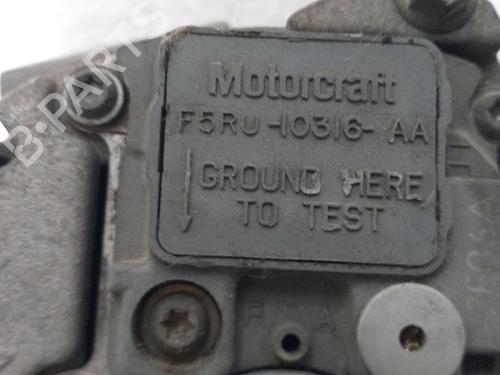 Motorcraft
F5RU-10316-AA
GROUND HERE
TO TEST
F A
B-PARTS